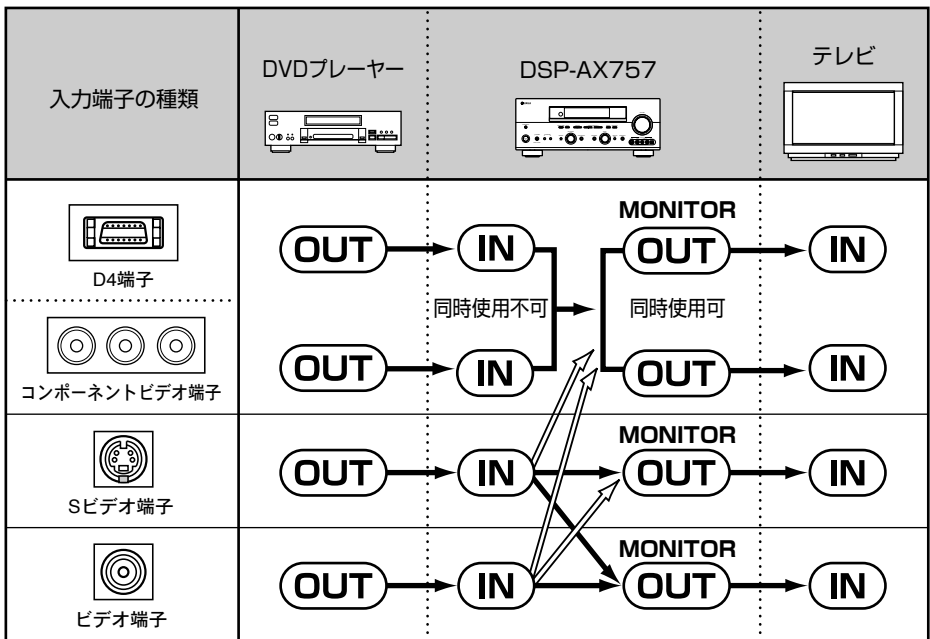 入力端子の種類
DVDプレーヤー
DSP-AX757
テレビ
D4端子
OUT
IN
MONITOR
OUT
IN
同時使用不可
同時使用可
コンポーネントビデオ端子
OUT
IN
OUT
IN
Sビデオ端子
OUT
IN
MONITOR
OUT
IN
ビデオ端子
OUT
IN
MONITOR
OUT
IN